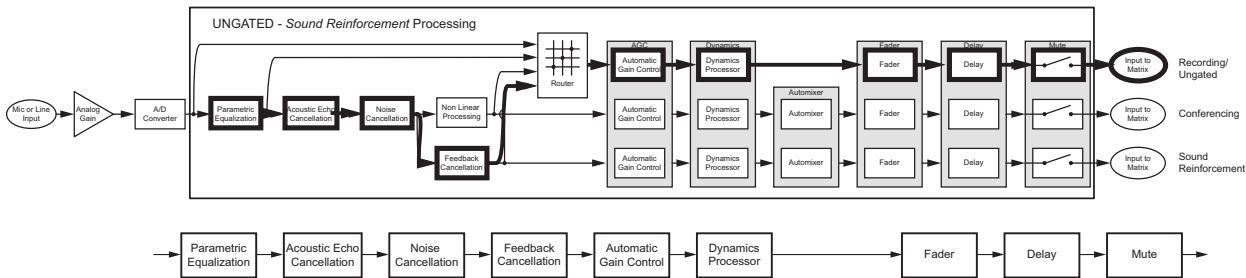 UNGATED - Sound Reinforcement Processing
AGC
Dynamics
Processor
Fader
Delay
Mute
Router
Automatic
Gain Control
Dynamics
Processor
Fader
Delay
Input to
Matrix
Recording/
Ungated
Mic or Line
Input
Analog
Gain
A/D
Converter
Parametric
Equalization
Acoustic Echo
Cancellation
Noise
Cancellation
Non Linear
Processing
Automatic
Gain Control
Dynamics
Processor
Automixer
Automixer
Fader
Delay
Input to
Matrix
Conferencing
Feedback
Cancellation
Automatic
Gain Control
Dynamics
Processor
Automixer
Fader
Delay
Input to
Matrix
Sound
Reinforcement
Parametric
Equalization
Acoustic Echo
Cancellation
Noise
Cancellation
Feedback
Cancellation
Automatic
Gain Control
Dynamics
Processor
Fader
Delay
Mute